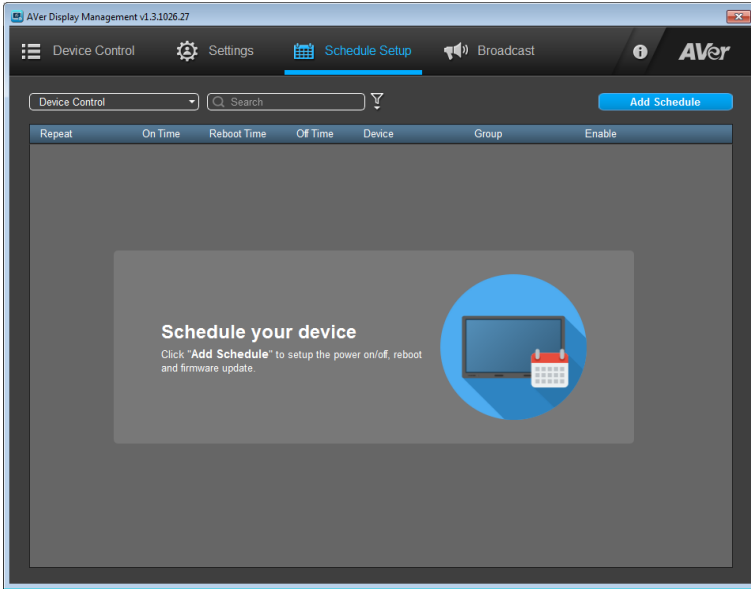 AVer Display Management v1.3.1026.27
Device Control Settings Schedule Setup Broadcast AVer
Device Control Search Add Schedule
Repeat On Time Reboot Time Off Time Device Group Enable
Schedule your device
Click "Add Schedule" to setup the power on/off, reboot
and firmware update.